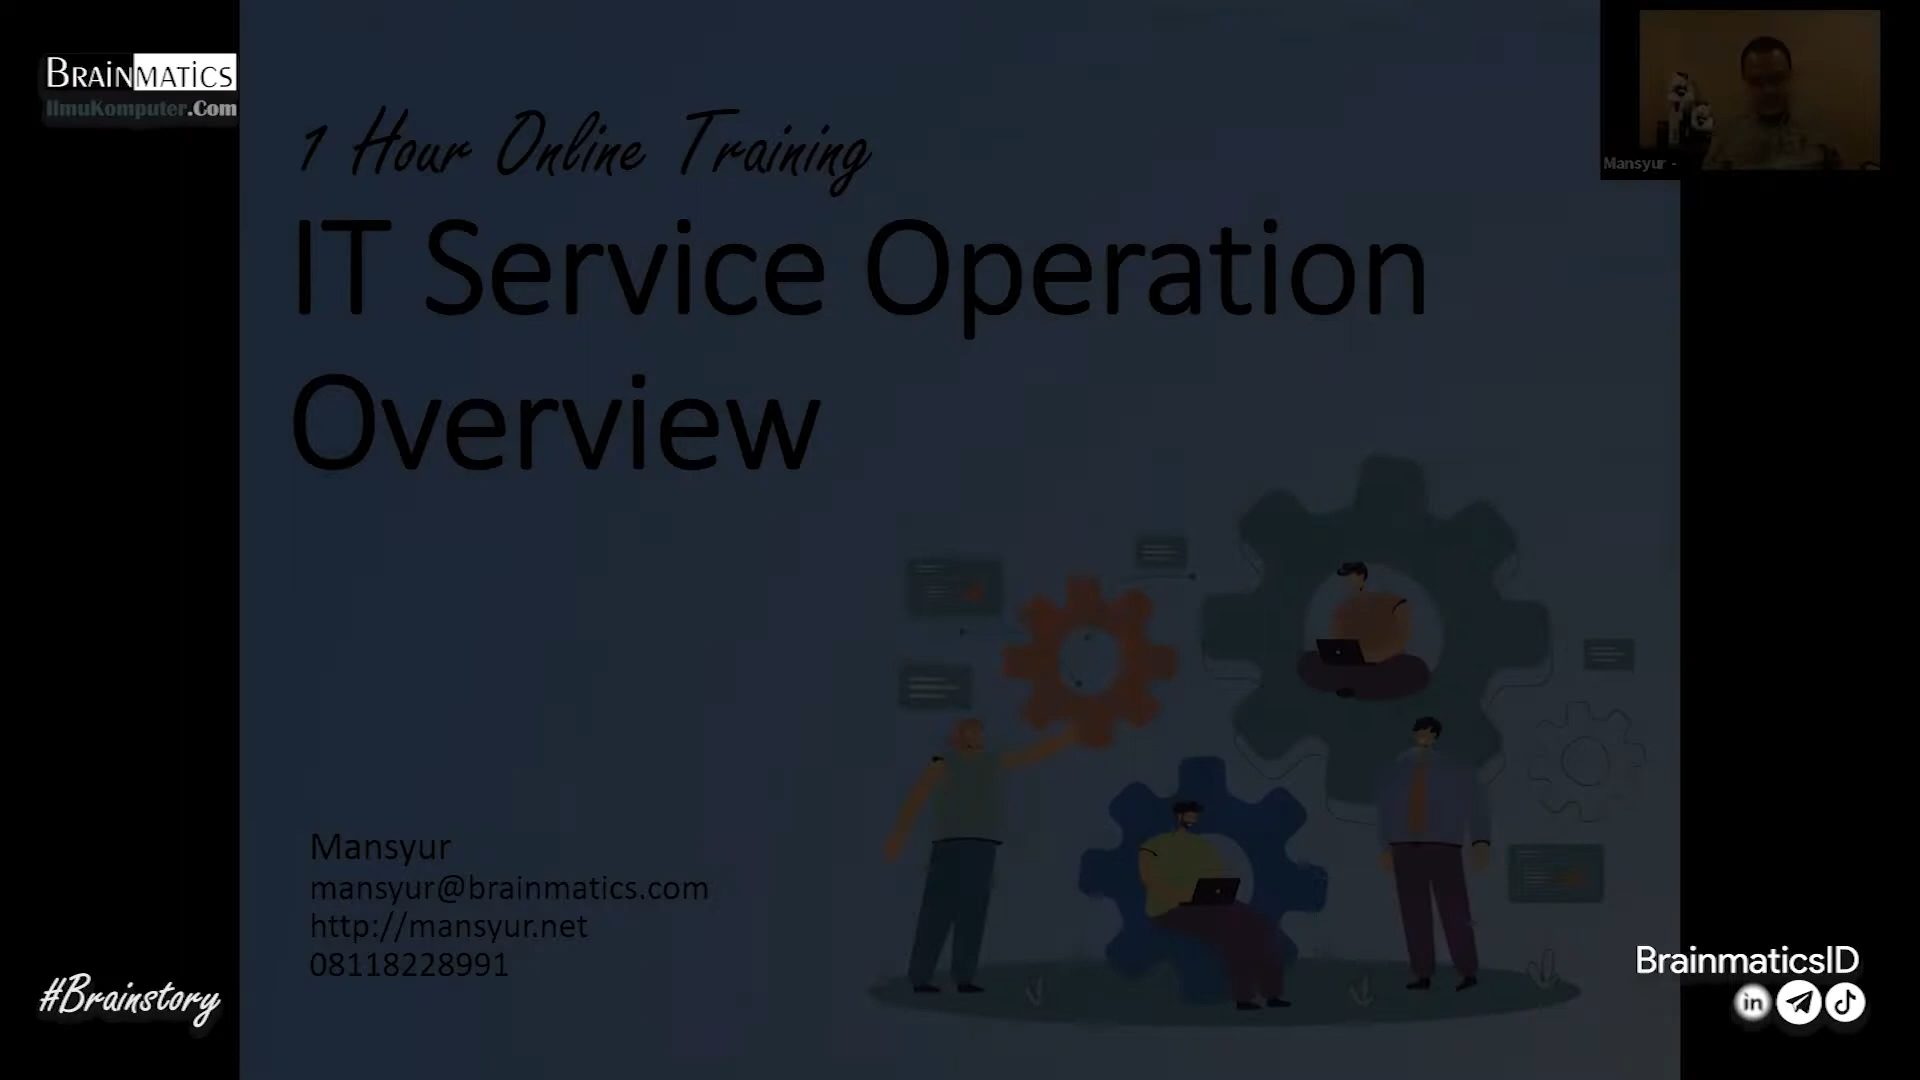 BRAINMATICS
IlmuKomputer.Com
1 Hour Online Training
IT Service Operation
Overview
Mansyur -
Mansyur
mansyur@brainmatics.com
http://mansyur.net
08118228991
#Brainstory
BrainmaticsID
in